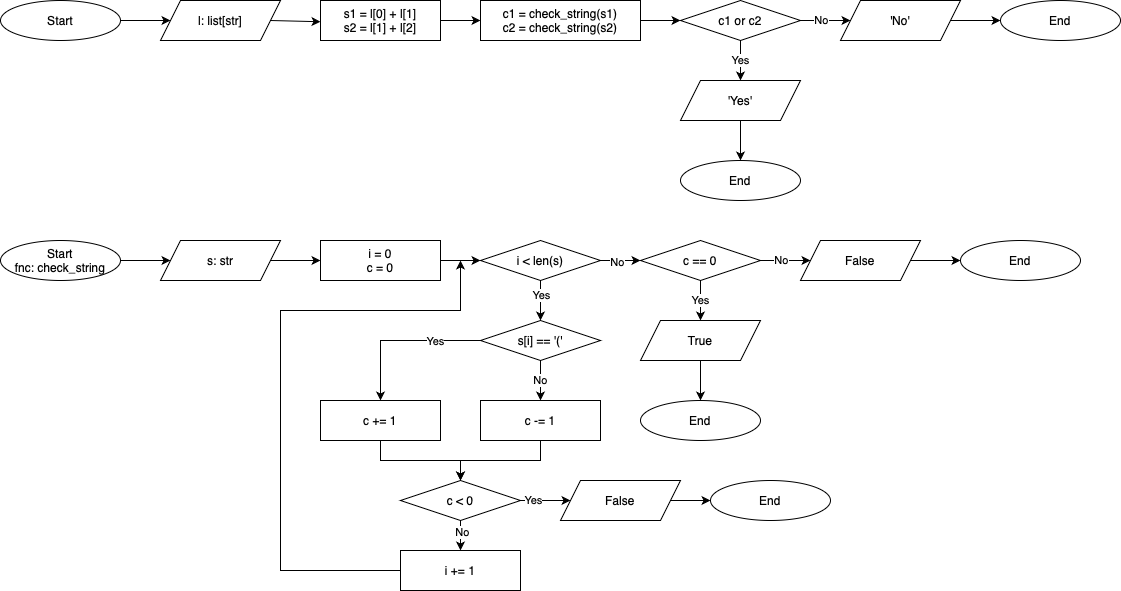 Start
l: list[str]
s1 = l[0] + l[1]
s2 = l[1] + l[2]
c1 = check_string(s1)
c2 = check_string(s2)
c1 or c2
No
'No'
End
Yes
'Yes'
End
Start
fnc: check_string
s: str
i = 0
c = 0
i < len(s)
No
c == 0
No
False
End
Yes
Yes
s[i] == '('
Yes
True
No
c += 1
c -= 1
End
c < 0
Yes
False
End
No
i += 1